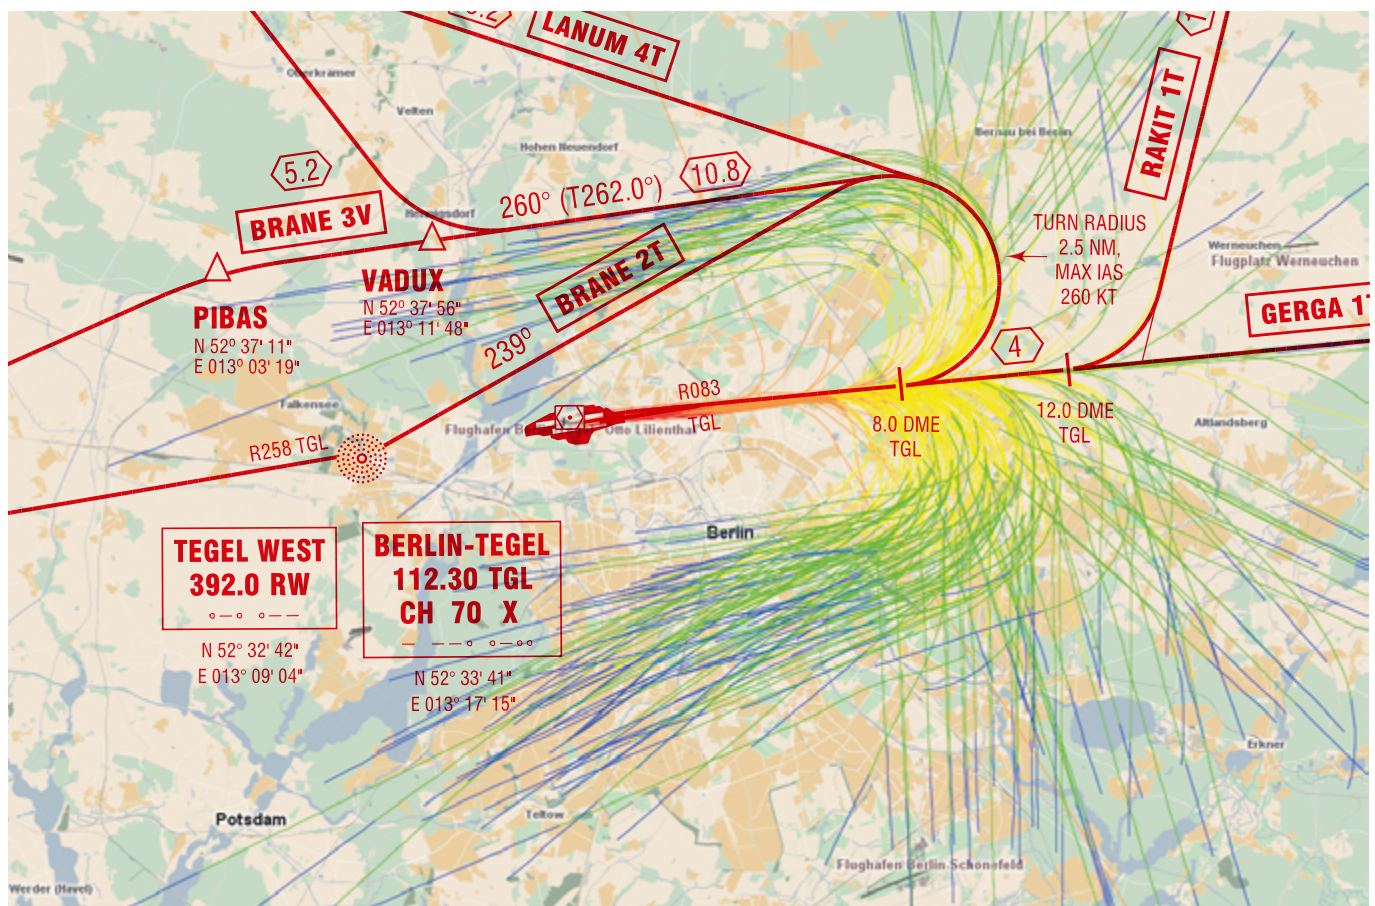 LANUM 4T
Oberkramer
Velten
Hohen Neuendorf
Bernau bei Berlin
RAKIT 1T
5.2
10.8
260° (T262.0°)
BRANE 3V
BRANE 2T
239°
VADUX
N 52° 37' 56"
E 013° 11' 48"
PIBAS
N 52° 37' 11"
E 013° 03' 19"
TURN RADIUS
2.5 NM,
MAX IAS
260 KT
Werneuchen
Flugplatz Werneuchen
GERGA 1T
4
Falkensee
R083
TGL
Flughafen
Otto Lilienthal
8.0 DME
TGL
12.0 DME
TGL
Altlandsberg
R258 TGL
Berlin
TEGEL WEST
392.0 RW
N 52° 32' 42"
E 013° 09' 04"
BERLIN-TEGEL
112.30 TGL
CH 70 X
N 52° 33' 41"
E 013° 17' 15"
Erkner
Potsdam
Teltow
Flughafen Berlin-Schönefeld
Werder (Havel)